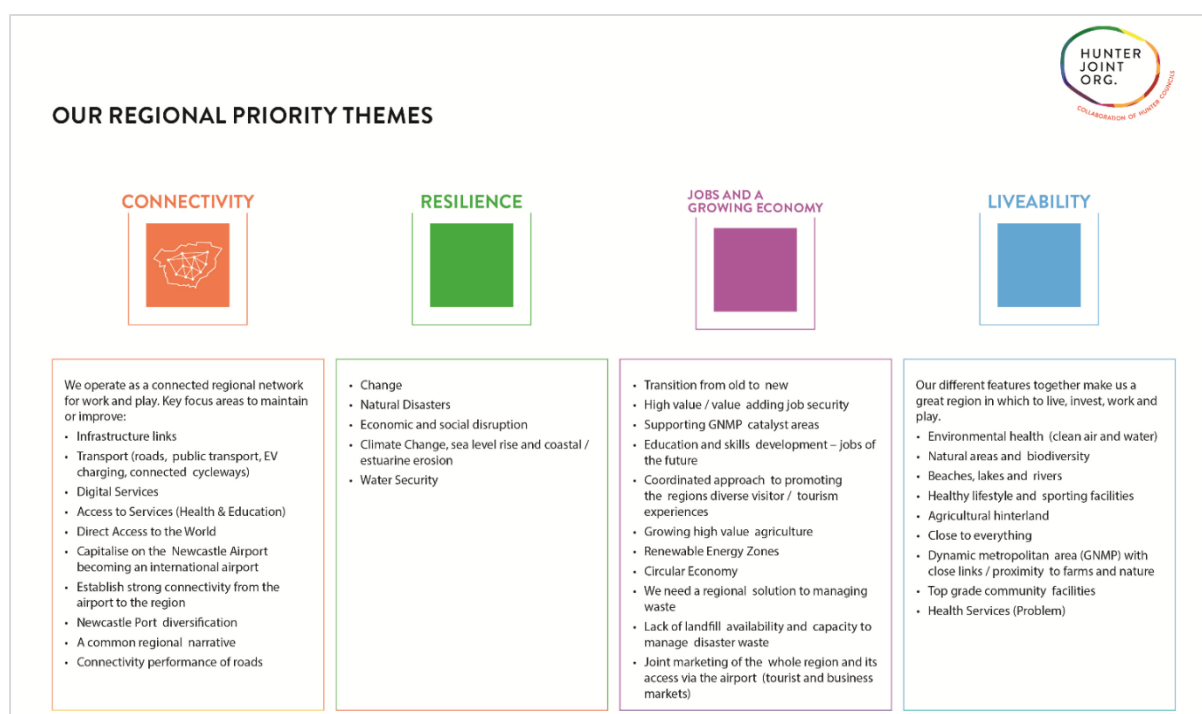 HUNTER
JOINT
ORG.
COLLABORATION OF HUNTER COUNCILS
OUR REGIONAL PRIORITY THEMES
CONNECTIVITY
We operate as a connected regional network
for work and play. Key focus areas to maintain
or improve:
• Infrastructure links
• Transport (roads, public transport, EV
charging, connected cycleways)
• Digital Services
• Access to Services (Health & Education)
• Direct Access to the World
• Capitalise on the Newcastle Airport
becoming an international airport
• Establish strong connectivity from the
airport to the region
• Newcastle Port diversification
• A common regional narrative
• Connectivity performance of roads
RESILIENCE
• Change
• Natural Disasters
• Economic and social disruption
• Climate Change, sea level rise and coastal /
estuarine erosion
• Water Security
JOBS AND A
GROWING ECONOMY
• Transition from old to new
• High value / value adding job security
• Supporting GNMP catalyst areas
• Education and skills development – jobs of
the future
• Coordinated approach to promoting
the regions diverse visitor / tourism
experiences
• Growing high value agriculture
• Renewable Energy Zones
• Circular Economy
• We need a regional solution to managing
waste
• Lack of landfill availability and capacity to
manage disaster waste
• Joint marketing of the whole region and its
access via the airport (tourist and business
markets)
LIVEABILITY
Our different features together make us a
great region in which to live, invest, work and
play.
• Environmental health (clean air and water)
• Natural areas and biodiversity
• Beaches, lakes and rivers
• Healthy lifestyle and sporting facilities
• Agricultural hinterland
• Close to everything
• Dynamic metropolitan area (GNMP) with
close links / proximity to farms and nature
• Top grade community facilities
• Health Services (Problem)